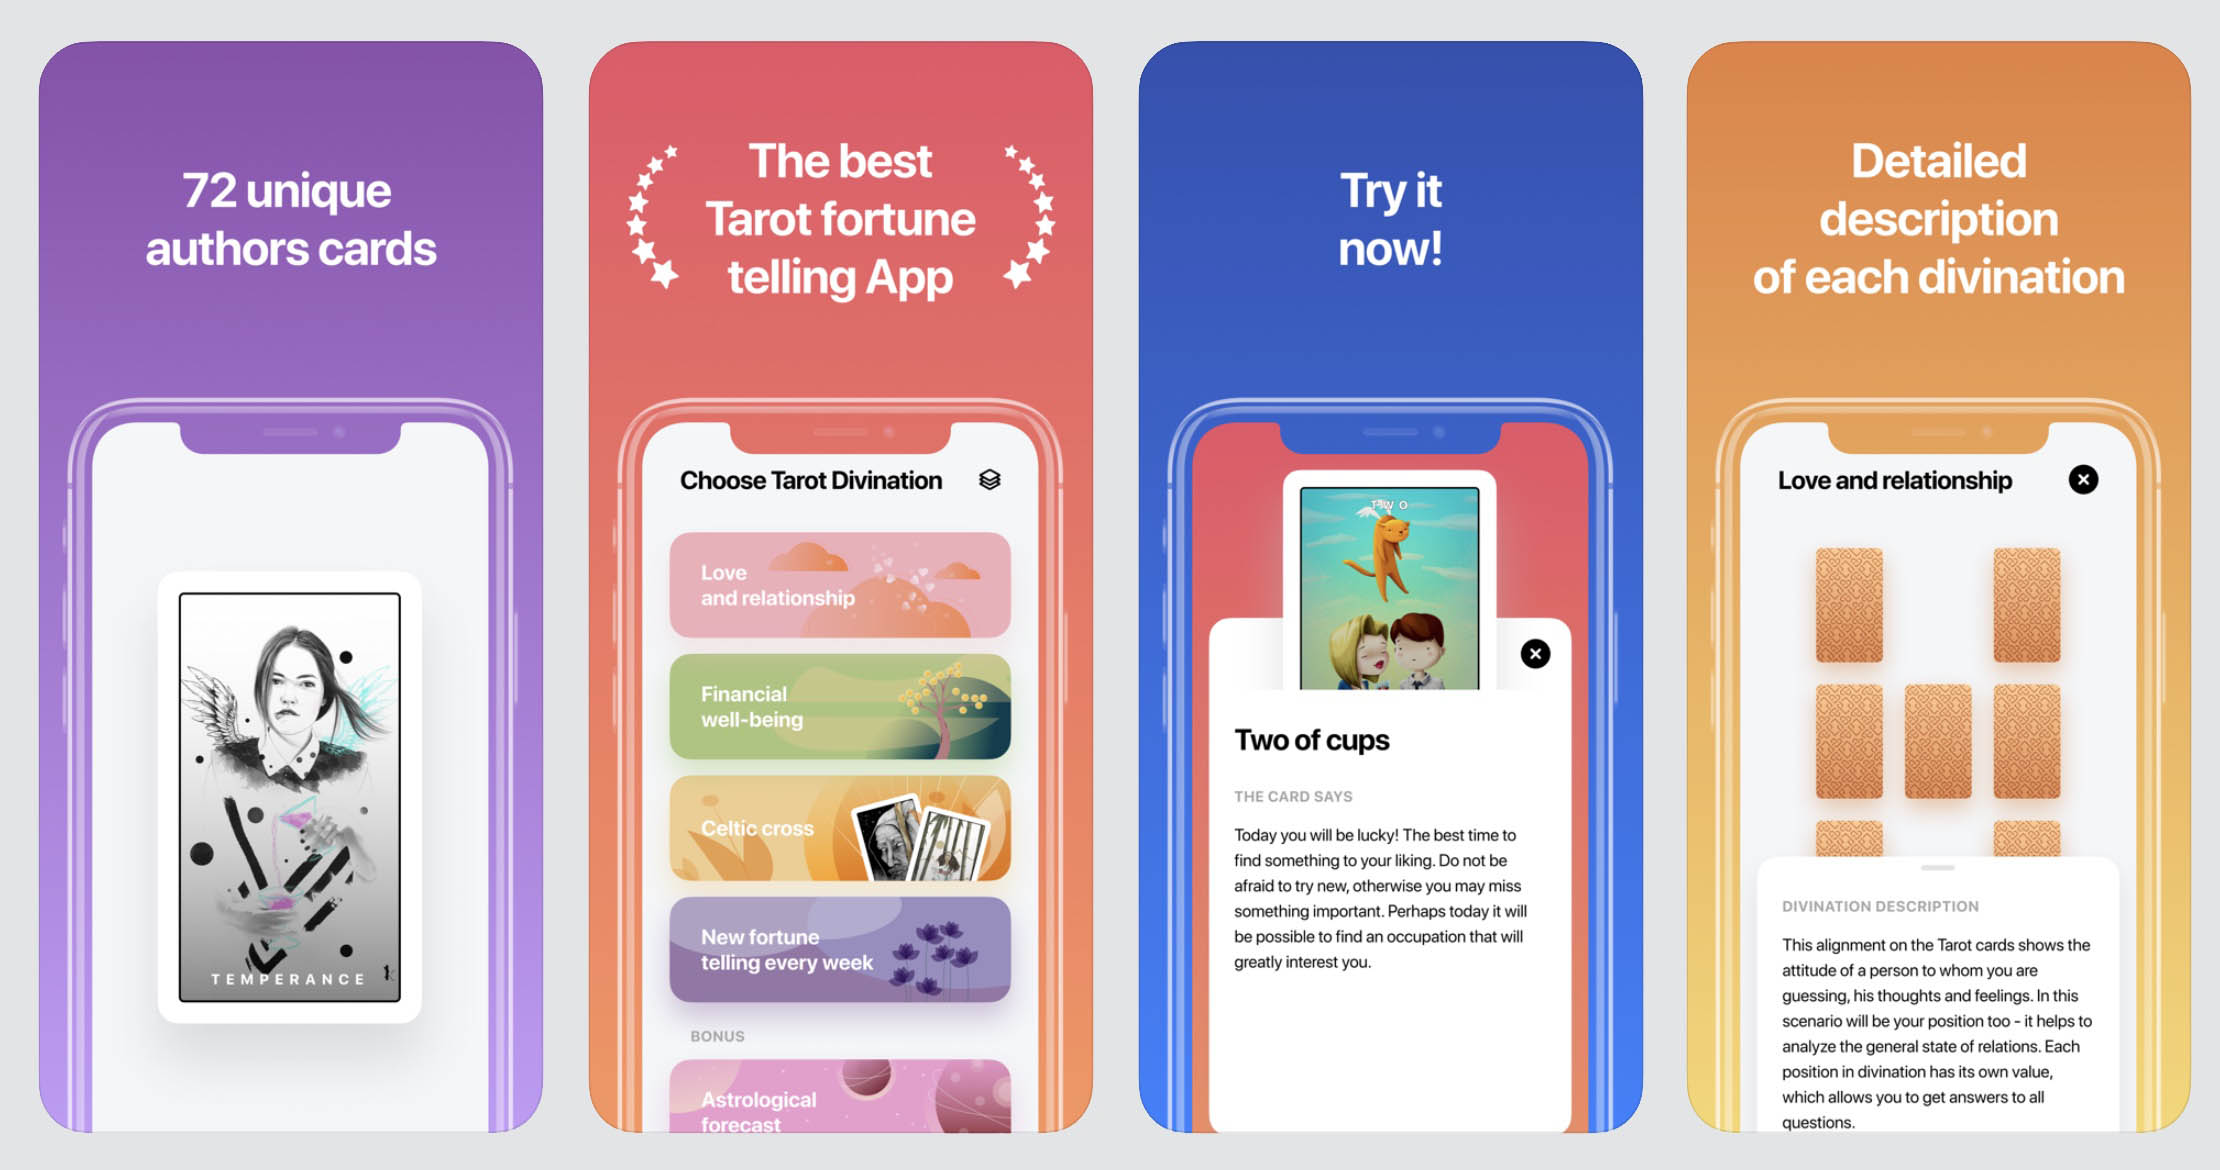 72 unique
authors cards
TEMPERANCE
The best
Tarot fortune
telling App
Choose Tarot Divination
Love
and relationship
Financial
well-being
Celtic cross
New fortune
telling every week
BONUS
Astrological
forecast
Try it
now!
TWO
Two of cups
THE CARD SAYS
Today you will be lucky! The best time to
find something to your liking. Do not be
afraid to try new, otherwise you may miss
something important. Perhaps today it will
be possible to find an occupation that will
greatly interest you.
Detailed
description
of each divination
Love and relationship
DIVINATION DESCRIPTION
This alignment on the Tarot cards shows the
attitude of a person to whom you are
guessing, his thoughts and feelings. In this
scenario will be your position too - it helps to
analyze the general state of relations. Each
position in divination has its own value,
which allows you to get answers to all
questions.